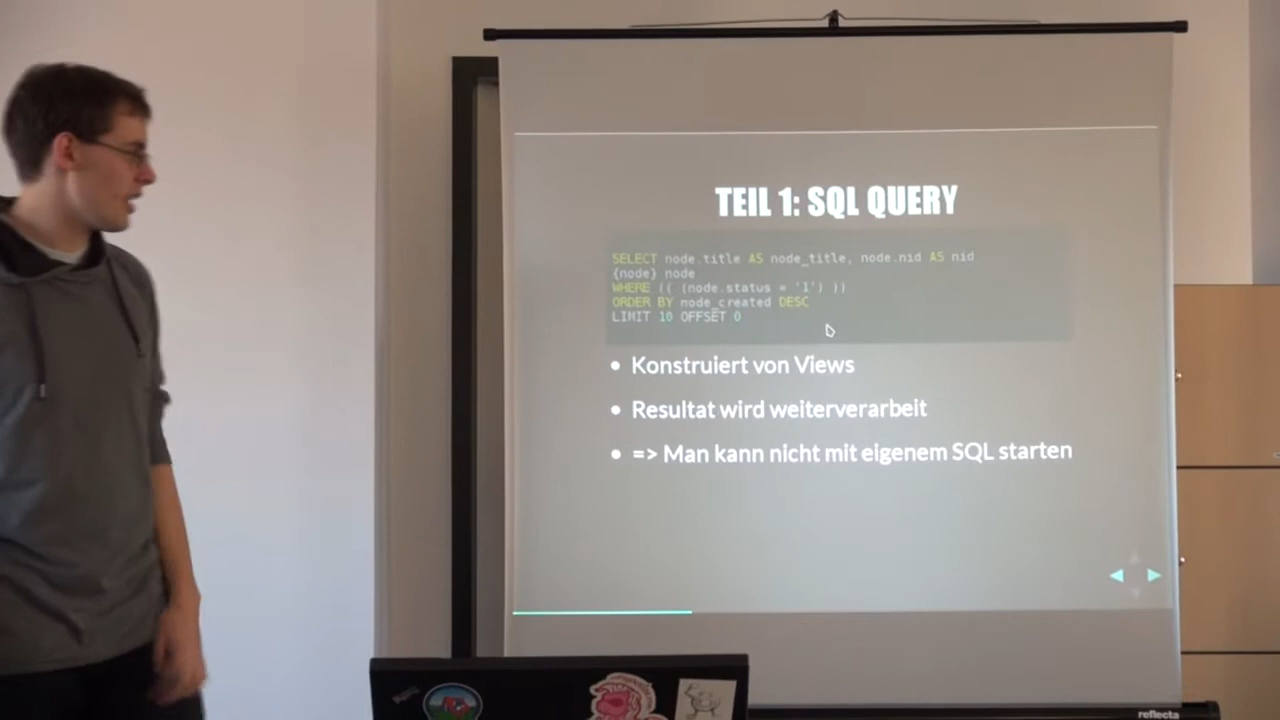 TEIL 1: SQL QUERY
SELECT node.title AS node_title, node.nid AS nid
{node} node
WHERE (( (node.status = '1') ))
ORDER BY node_created DESC
LIMIT 10 OFFSET 0
• Konstruiert von Views
• Resultat wird weiterverarbeit
• => Man kann nicht mit eigenem SQL starten
reflecta